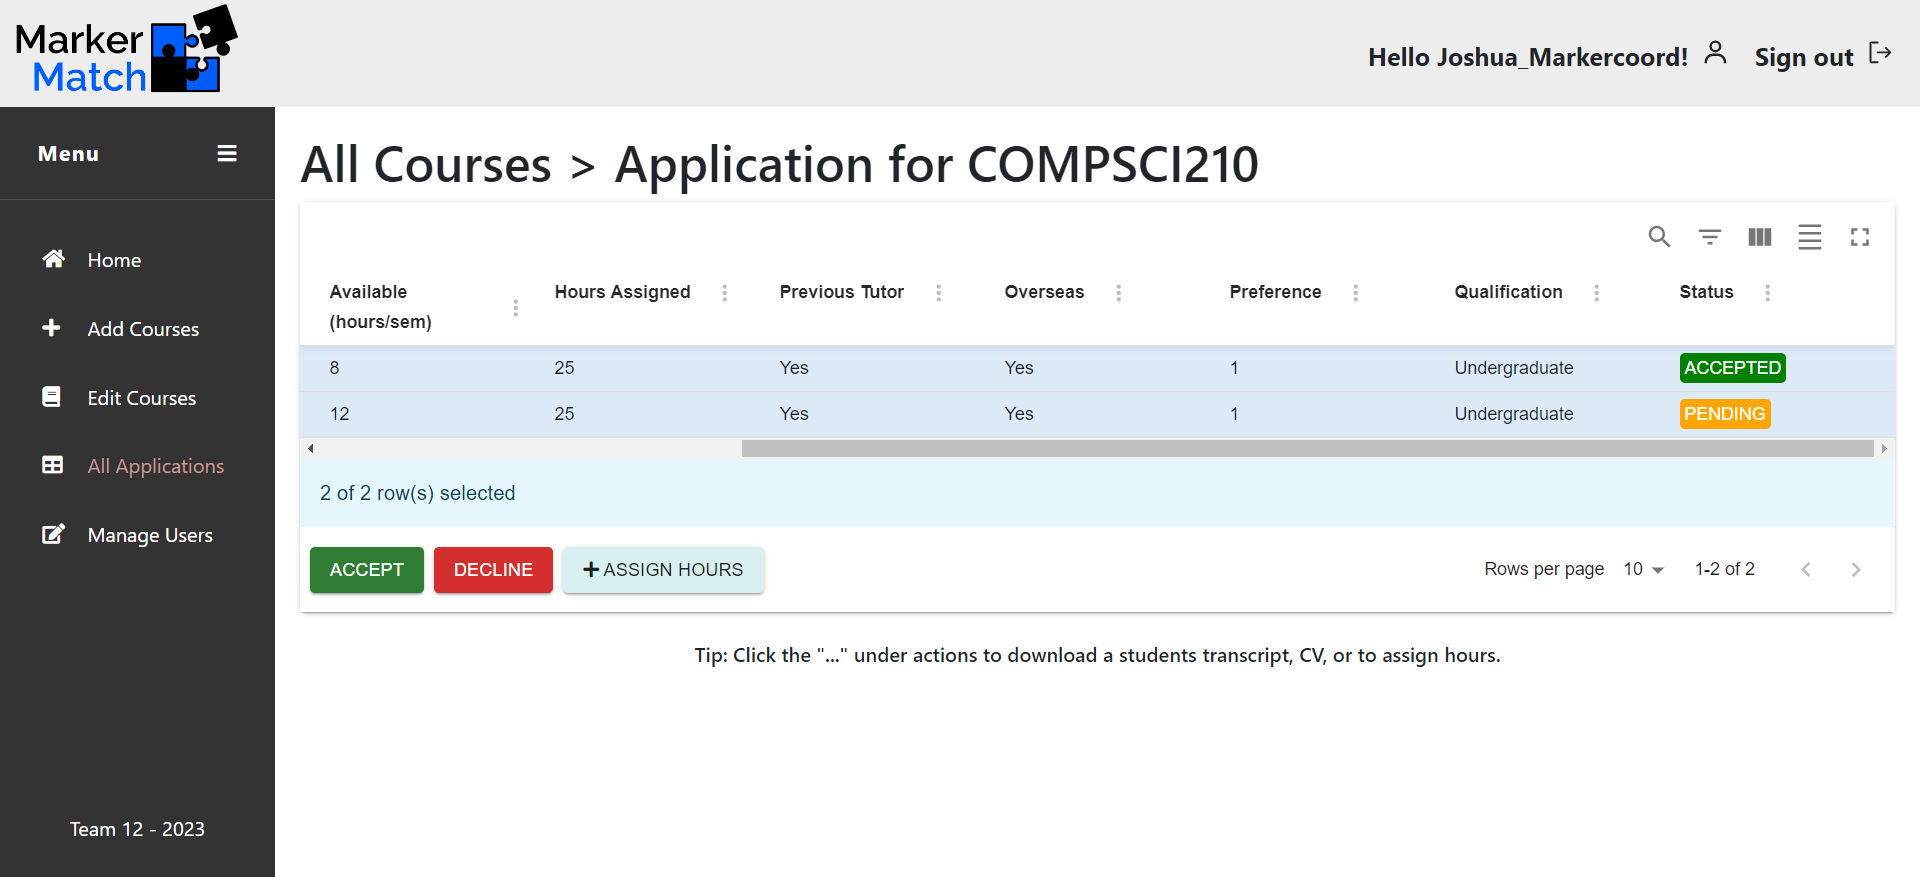 Marker
Match
Hello Joshua_Markercoord!
Sign out
Menu
Home
Add Courses
Edit Courses
All Applications
Manage Users
Team 12 - 2023
All Courses > Application for COMPSCI210
Available (hours/sem) Hours Assigned Previous Tutor Overseas Preference Qualification Status
8 25 Yes Yes 1 Undergraduate ACCEPTED
12 25 Yes Yes 1 Undergraduate PENDING
2 of 2 row(s) selected
ACCEPT DECLINE +ASSIGN HOURS Rows per page 10 1-2 of 2
Tip: Click the "..." under actions to download a students transcript, CV, or to assign hours.